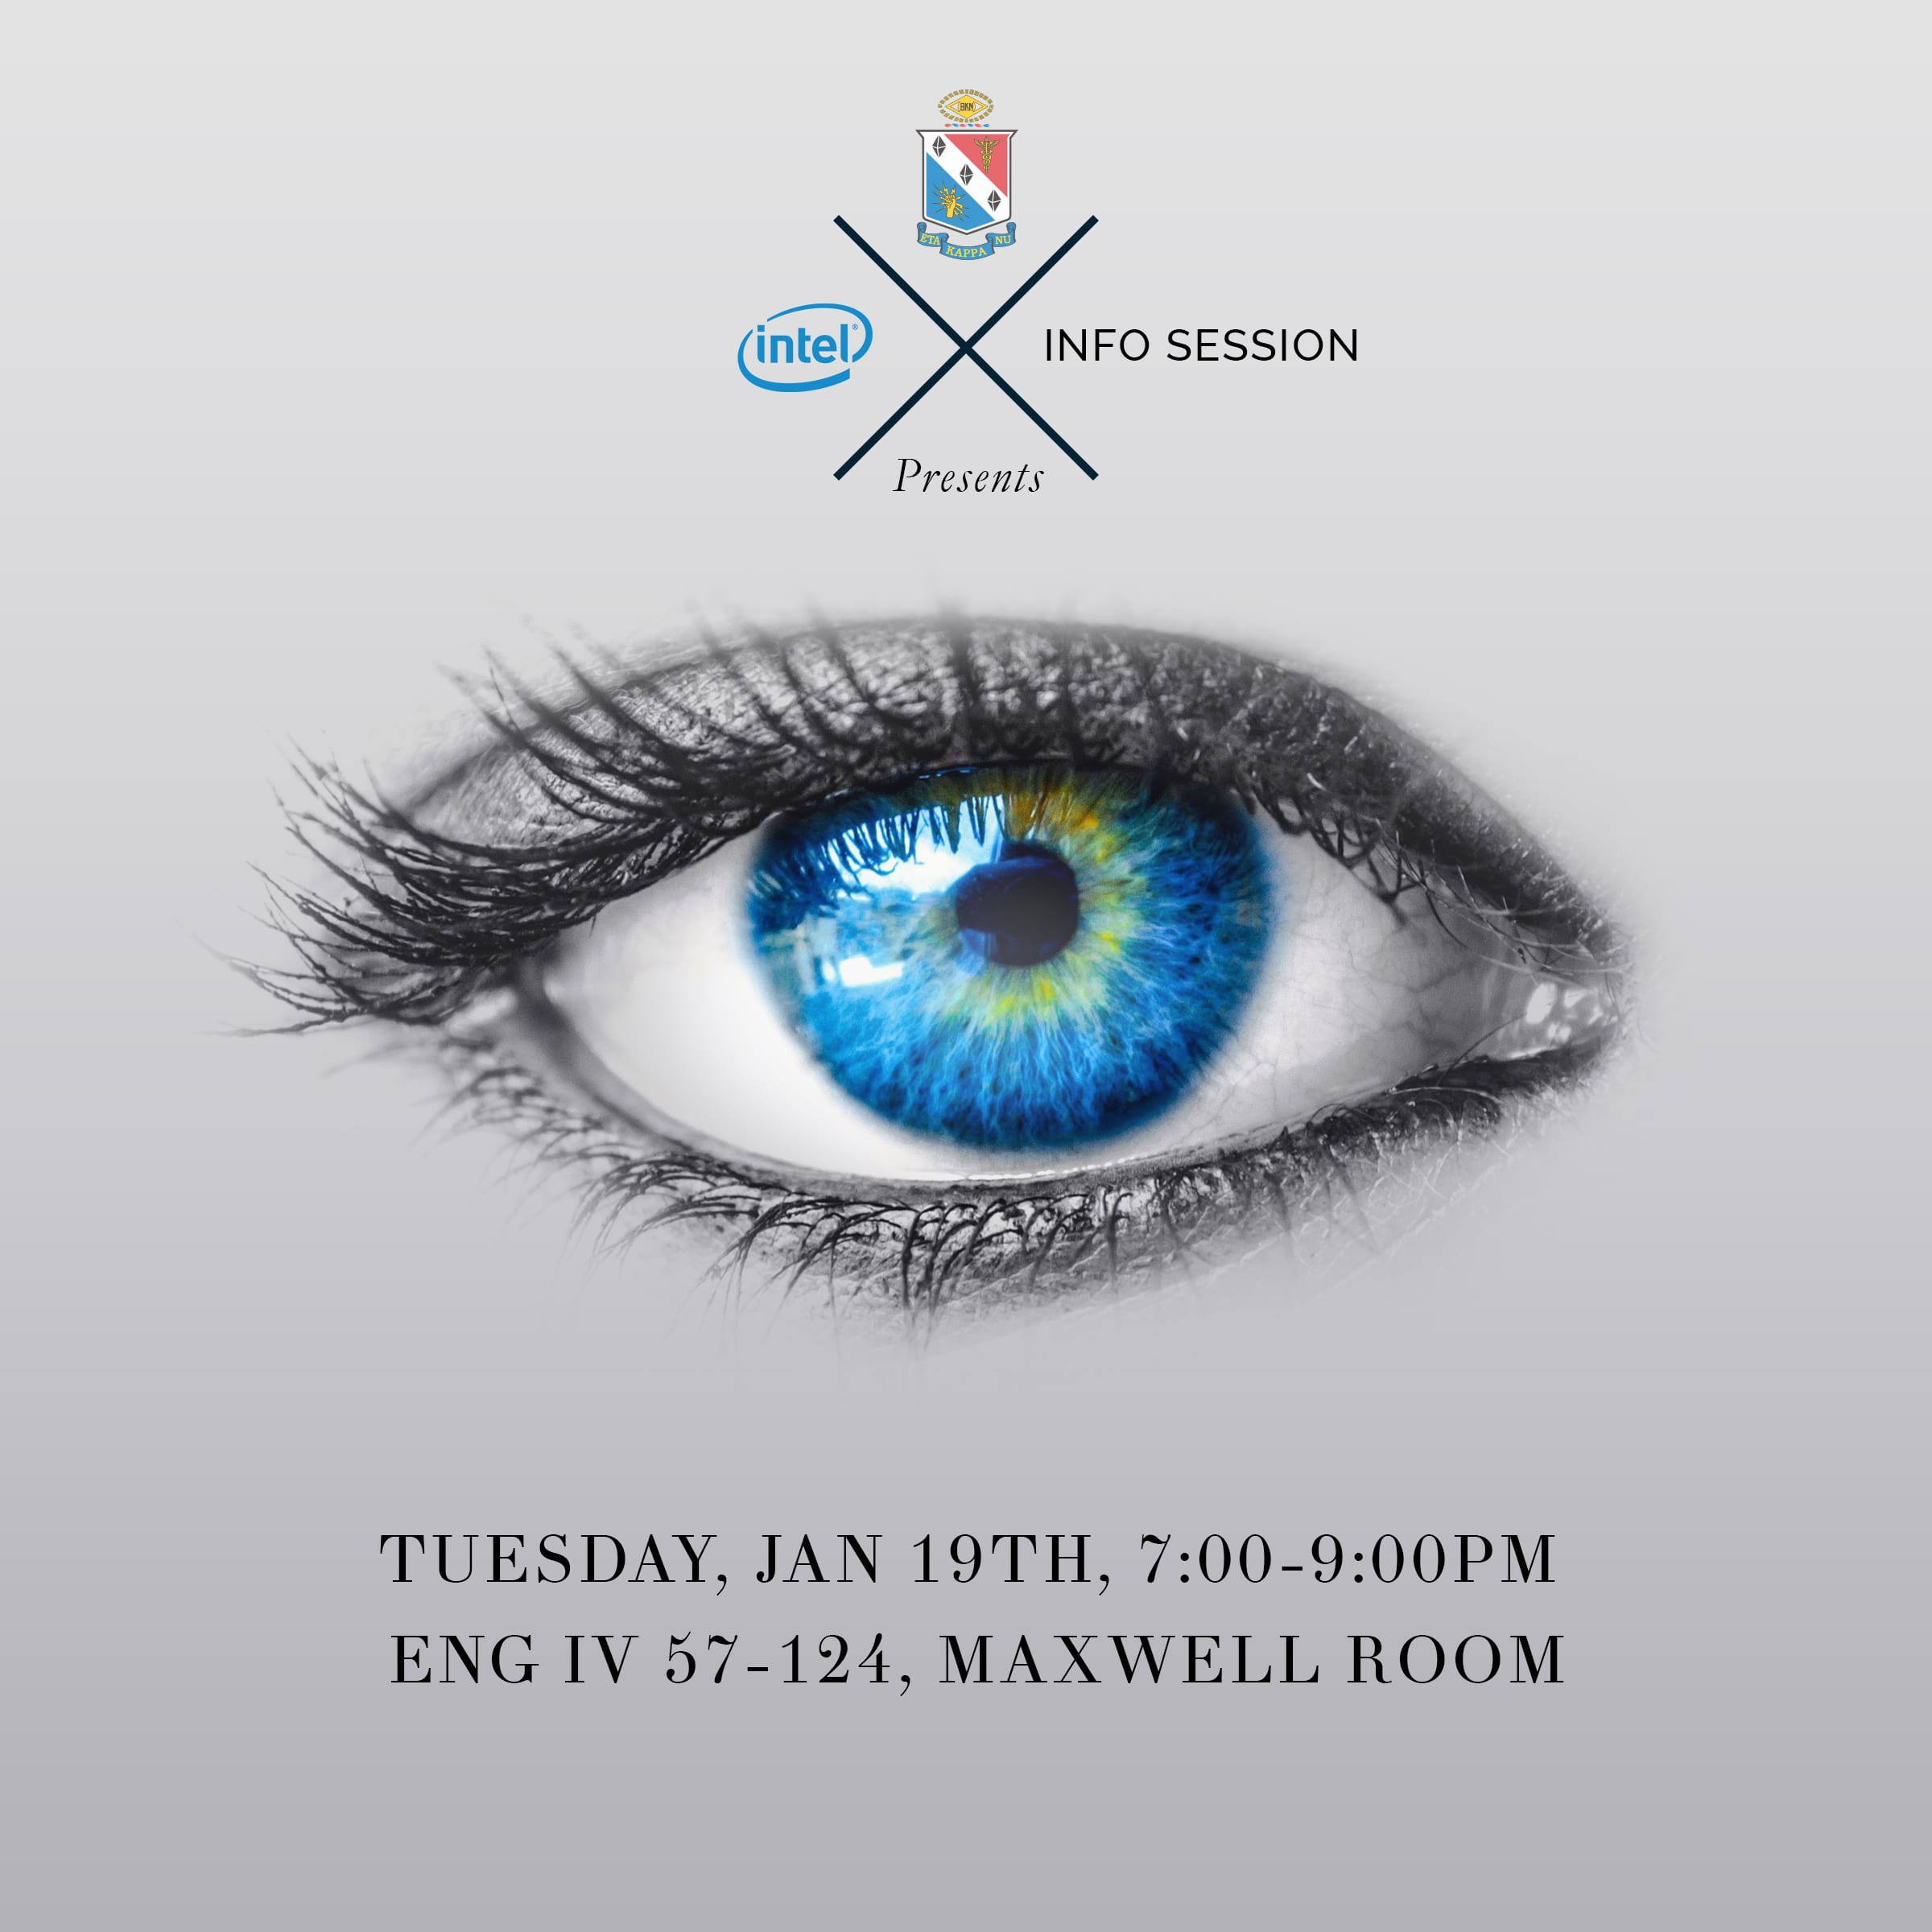 HKN
ETA KAPPA NU
intel®
INFO SESSION
Presents
TUESDAY, JAN 19TH, 7:00-9:00PM
ENG IV 57-124, MAXWELL ROOM